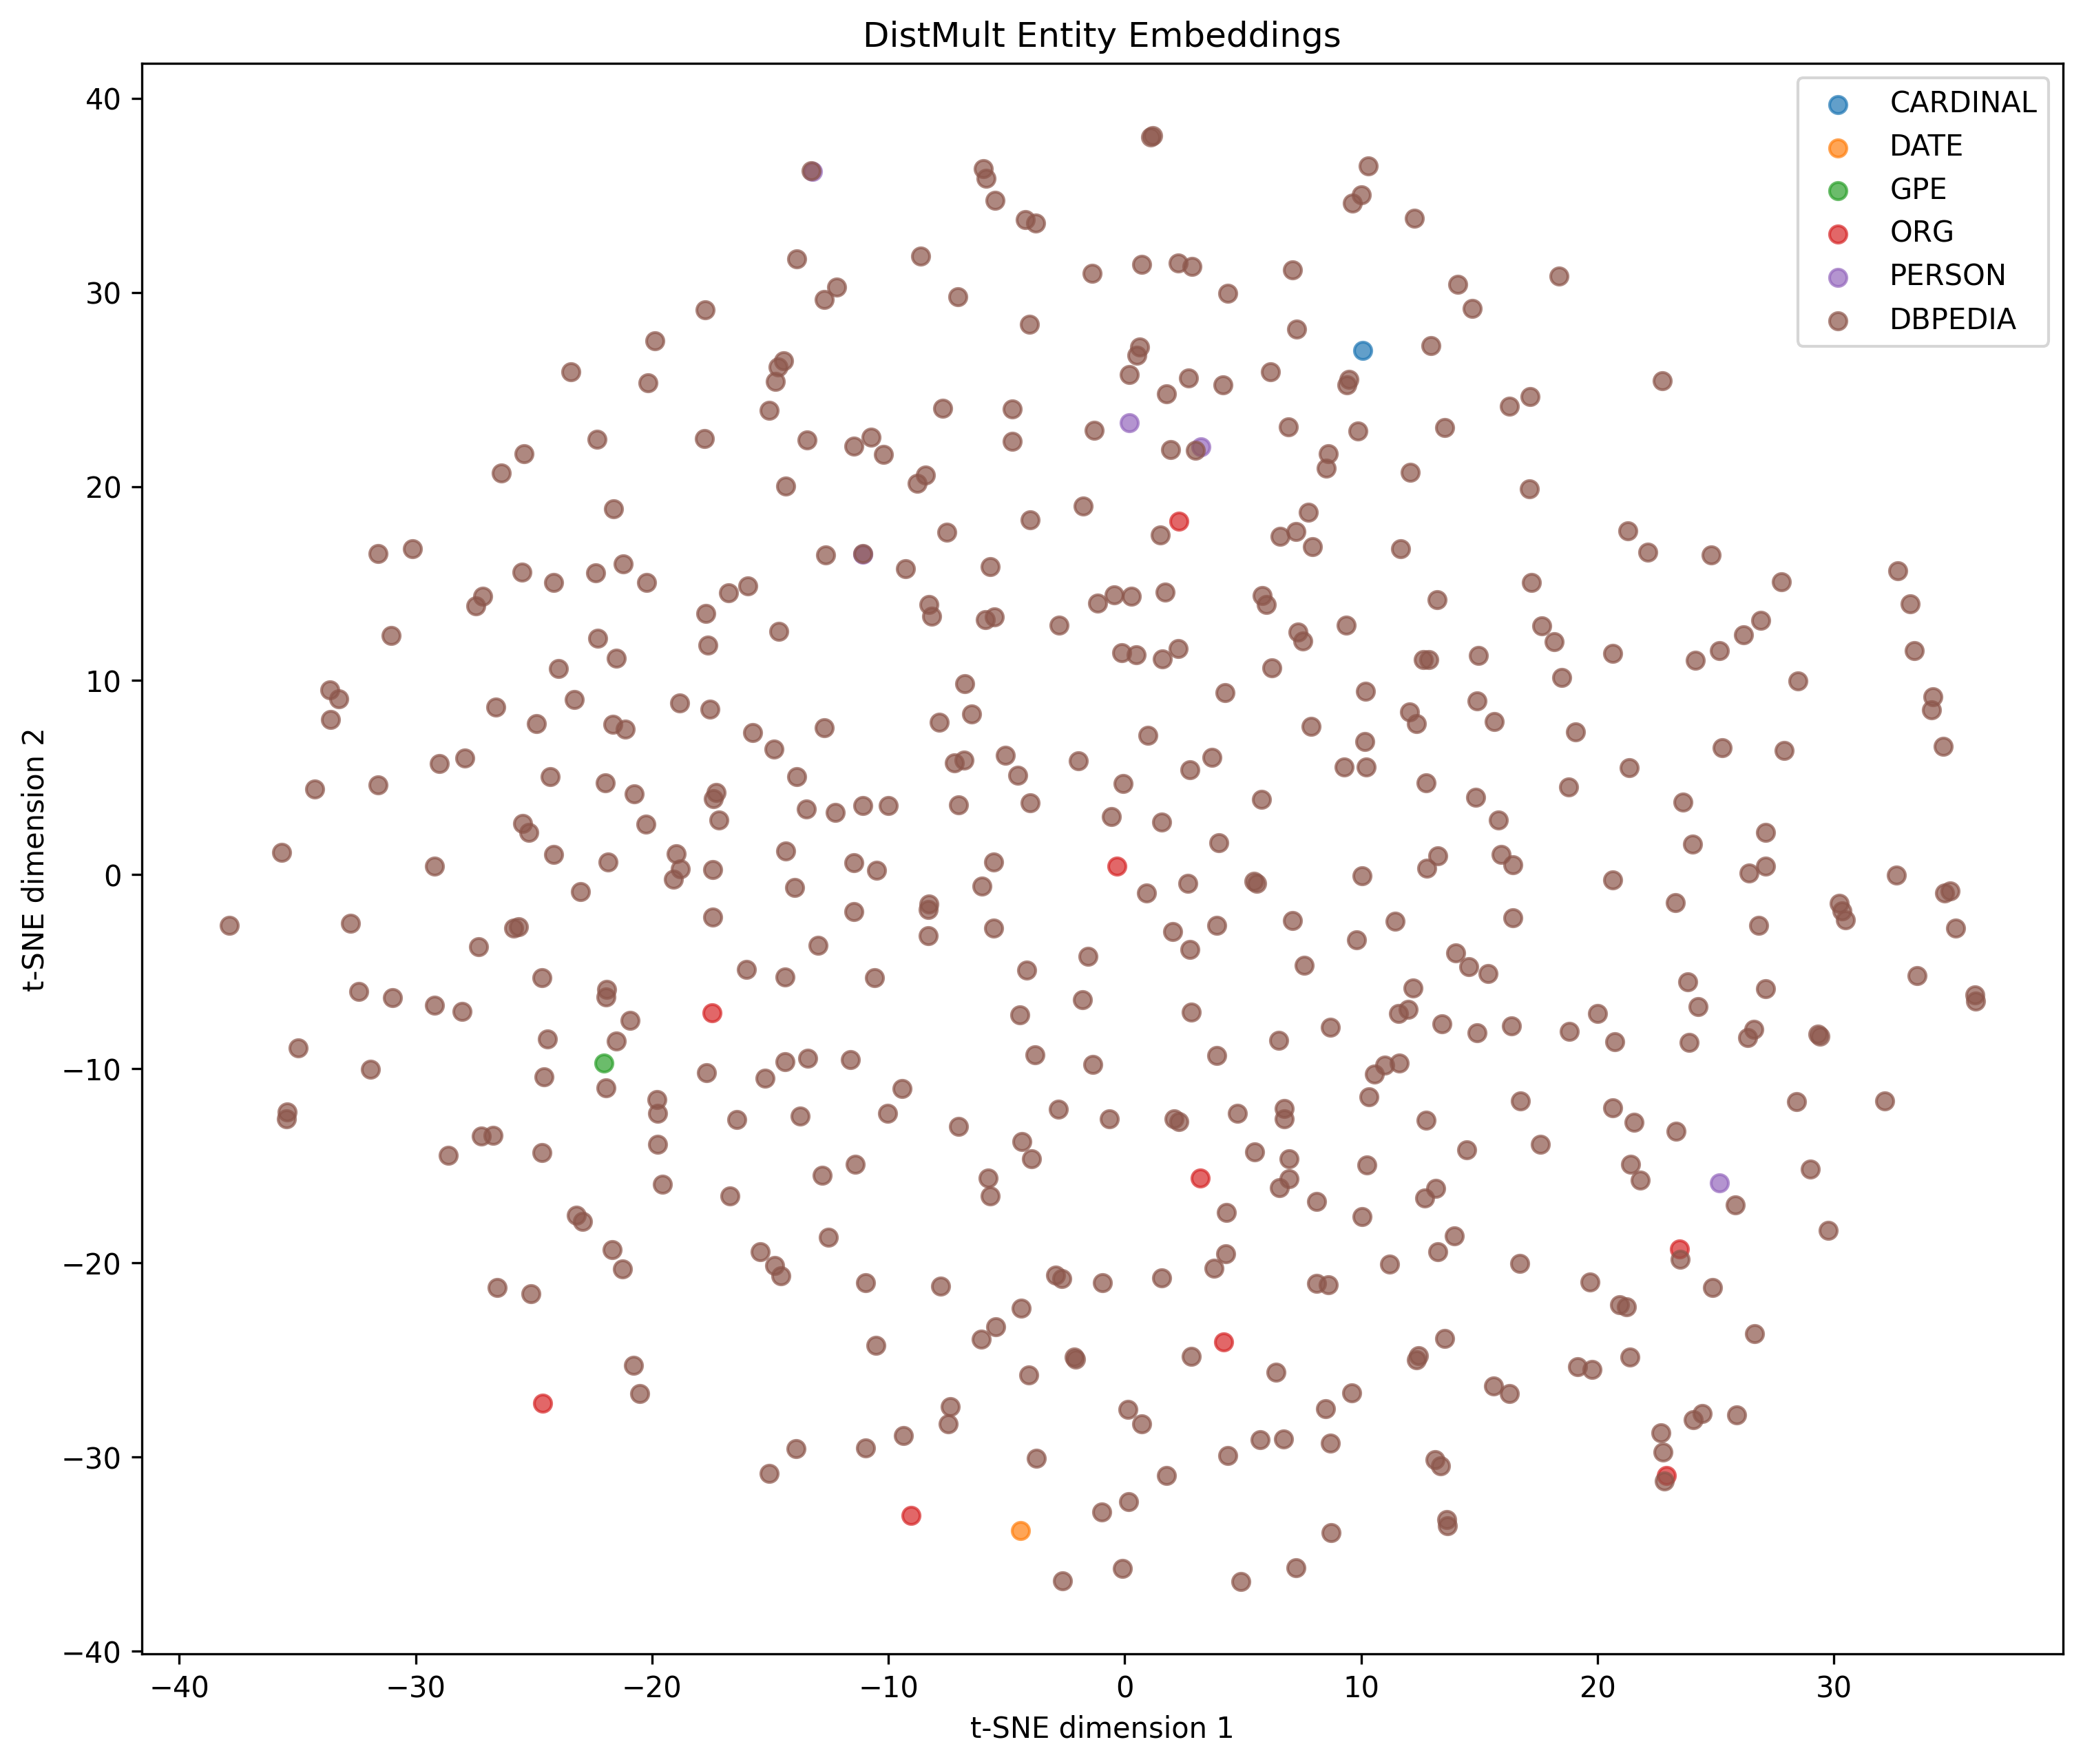 DistMult Entity Embeddings
CARDINAL
DATE
GPE
ORG
PERSON
DBPEDIA
t-SNE dimension 2
40
30
20
10
0
−10
−20
−30
−40
−40 −30 −20 −10 0 10 20 30
t-SNE dimension 1